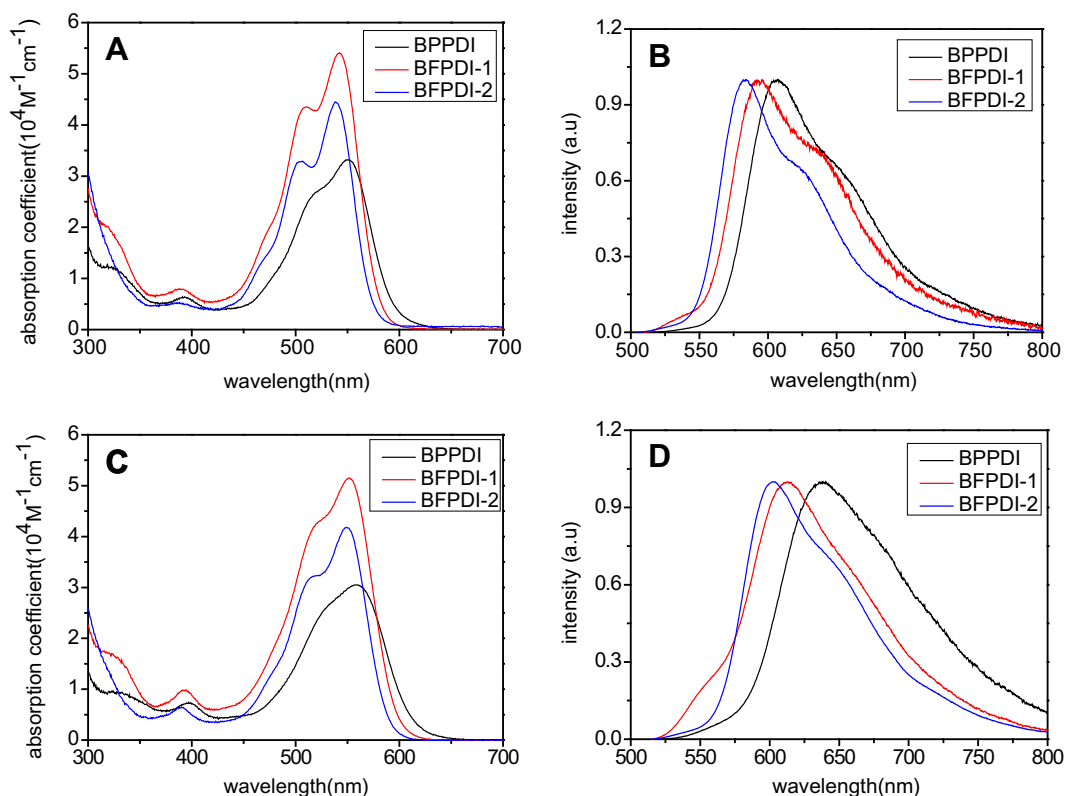 A
BPPDI
BFPDI-1
BFPDI-2
absorption coefficient(10⁴M⁻¹cm⁻¹)
6
5
4
3
2
1
0
300 400 500 600 700
wavelength(nm)
B
BPPDI
BFPDI-1
BFPDI-2
intensity (a.u)
1.2
0.9
0.6
0.3
0.0
500 550 600 650 700 750 800
wavelength(nm)
C
BPPDI
BFPDI-1
BFPDI-2
absorption coefficient(10⁴M⁻¹cm⁻¹)
6
5
4
3
2
1
0
300 400 500 600 700
wavelength(nm)
D
BPPDI
BFPDI-1
BFPDI-2
intensity (a.u)
1.2
0.9
0.6
0.3
0.0
500 550 600 650 700 750 800
wavelength(nm)